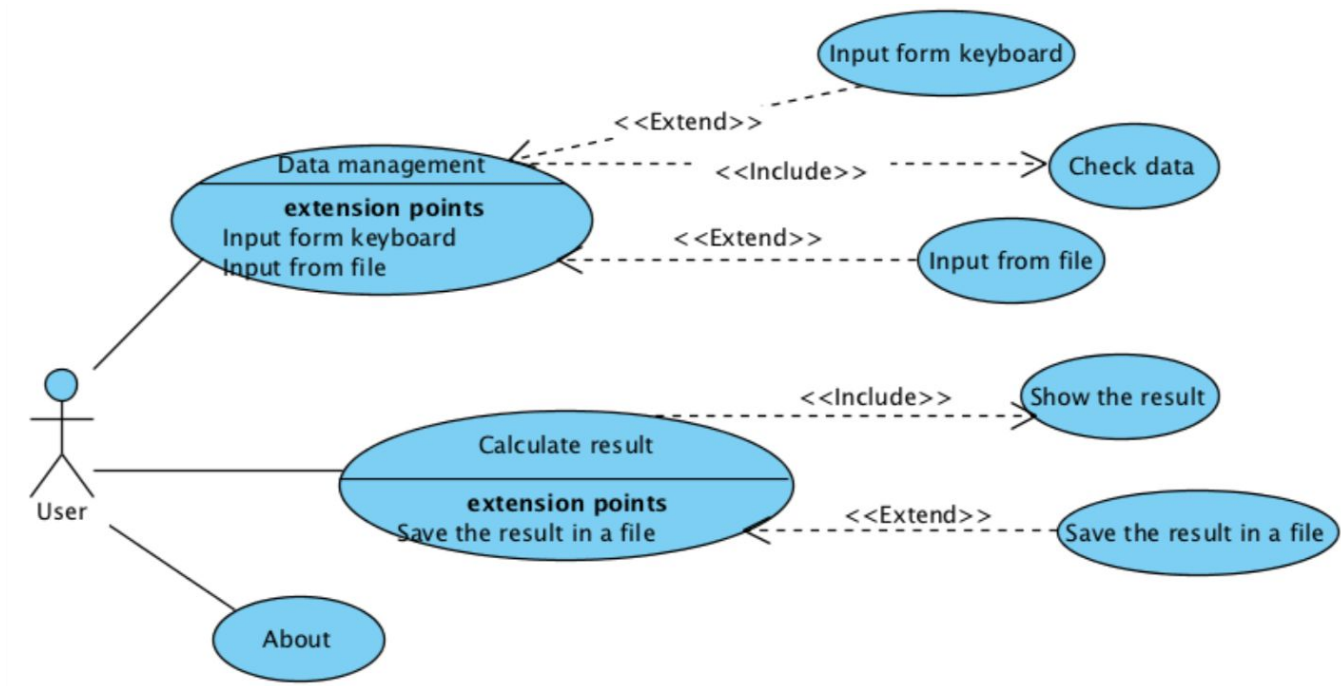 Input form keyboard
<<Extend>>
Data management
<<Include>>
Check data
extension points
Input form keyboard
Input from file
<<Extend>>
Input from file
User
<<Include>>
Show the result
Calculate result
extension points
Save the result in a file
<<Extend>>
Save the result in a file
About